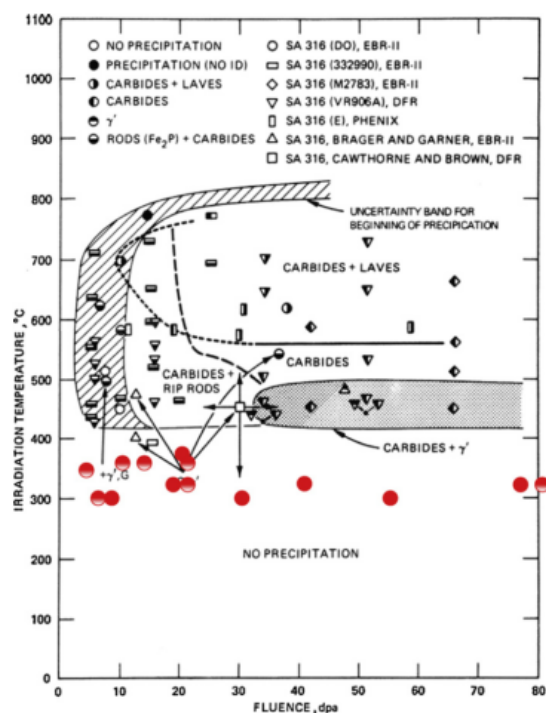 1100
1000
900
800
700
600
500
400
300
200
100
0
0
10
20
30
40
50
60
70
80
IRRADIATION TEMPERATURE, °C
FLUENCE, dpa
NO PRECIPITATION
PRECIPITATION (NO ID)
CARBIDES + LAVES
CARBIDES
γ'
RODS (Fe₂P) + CARBIDES
SA 316 (DO), EBR-II
SA 316 (332990), EBR-II
SA 316 (M2783), EBR-II
SA 316 (VR906A), DFR
SA 316 (E), PHENIX
SA 316, BRAGER AND GARNER, EBR-II
SA 316, CAWTHORNE AND BROWN, DFR
UNCERTAINTY BAND FOR
BEGINNING OF PRECIPICATION
CARBIDES + LAVES
CARBIDES +
RIP RODS
CARBIDES
CARBIDES + γ'
+γ', G
NO PRECIPITATION